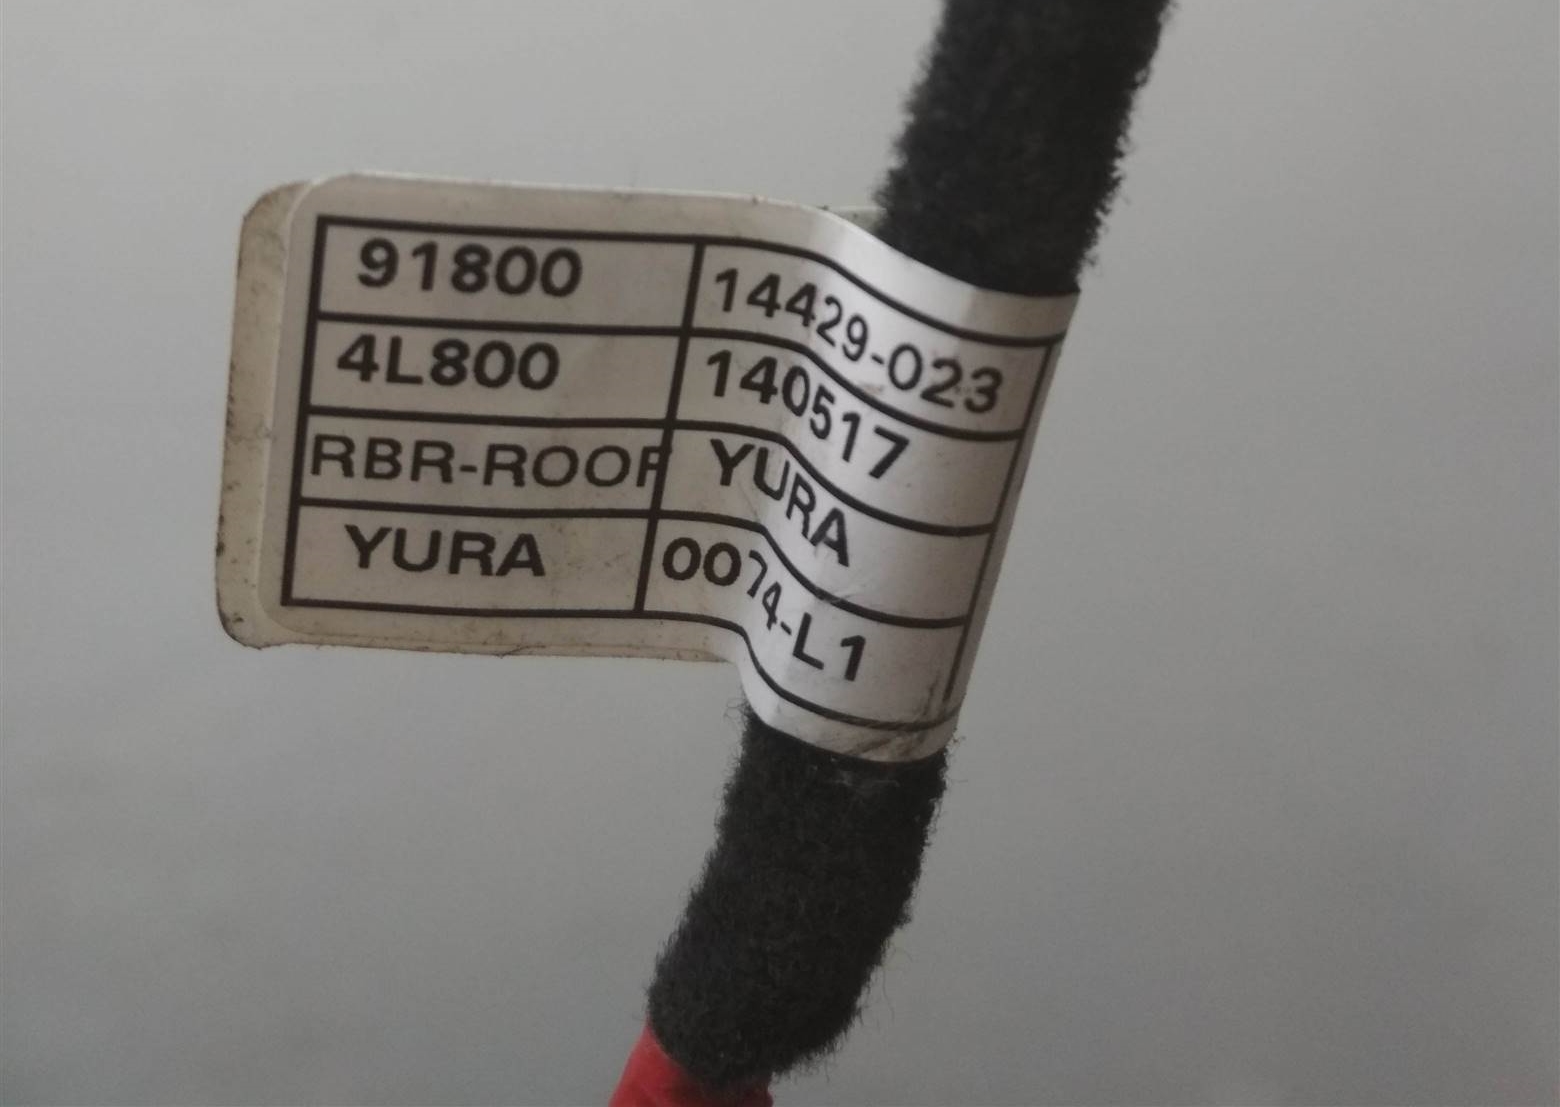 91800 14429-023
4L800 140517
RBR-ROOF YURA
YURA 0074-L1